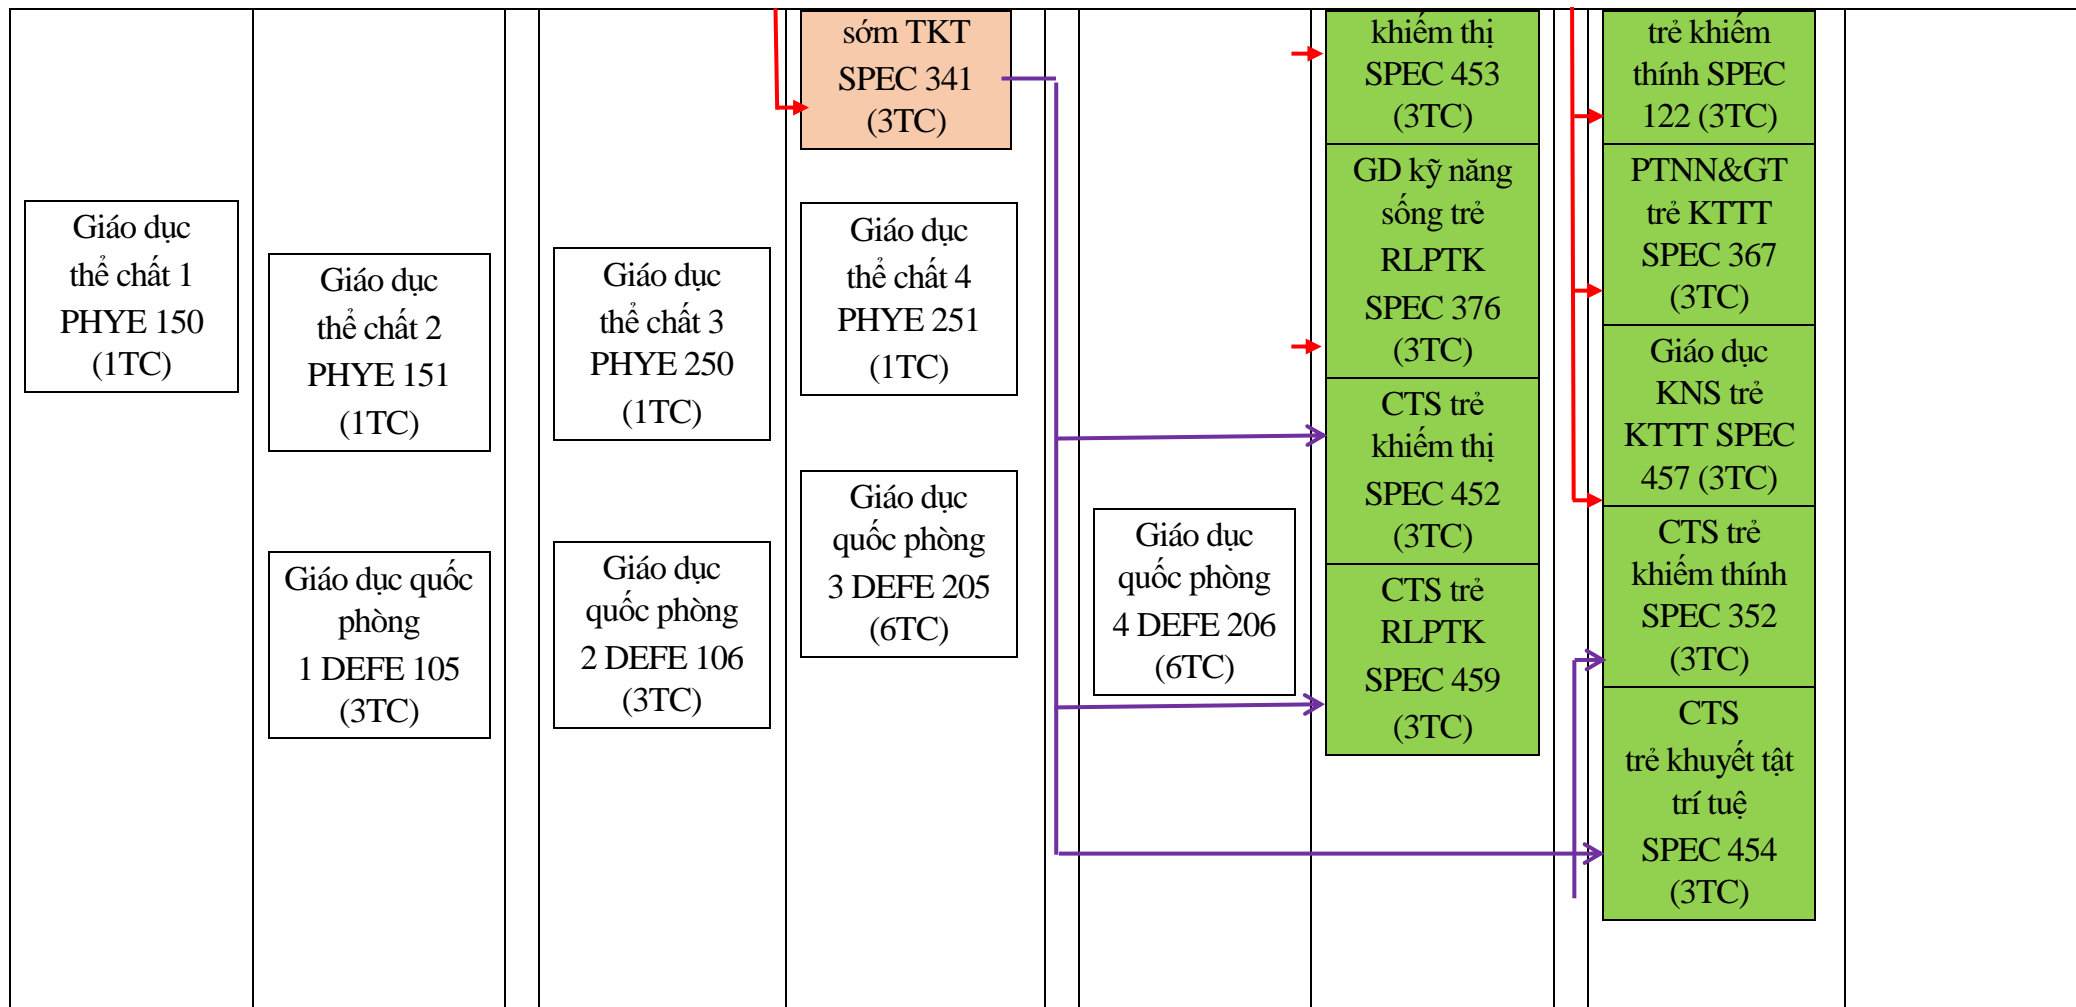 sớm TKT
SPEC 341
(3TC)
khiếm thị
SPEC 453
(3TC)
trẻ khiếm
thính SPEC
122 (3TC)
Giáo dục
thể chất 1
PHYE 150
(1TC)
Giáo dục
thể chất 2
PHYE 151
(1TC)
Giáo dục
thể chất 3
PHYE 250
(1TC)
Giáo dục
thể chất 4
PHYE 251
(1TC)
GD kỹ năng
sống trẻ
RLPTK
SPEC 376
(3TC)
PTNN&GT
trẻ KTTT
SPEC 367
(3TC)
Giáo dục
KNS trẻ
KTTT SPEC
457 (3TC)
CTS trẻ
khiếm thị
SPEC 452
(3TC)
Giáo dục quốc
phòng
1 DEFE 105
(3TC)
Giáo dục
quốc phòng
2 DEFE 106
(3TC)
Giáo dục
quốc phòng
3 DEFE 205
(6TC)
Giáo dục
quốc phòng
4 DEFE 206
(6TC)
CTS trẻ
RLPTK
SPEC 459
(3TC)
CTS trẻ
khiếm thính
SPEC 352
(3TC)
CTS
trẻ khuyết tật
trí tuệ
SPEC 454
(3TC)